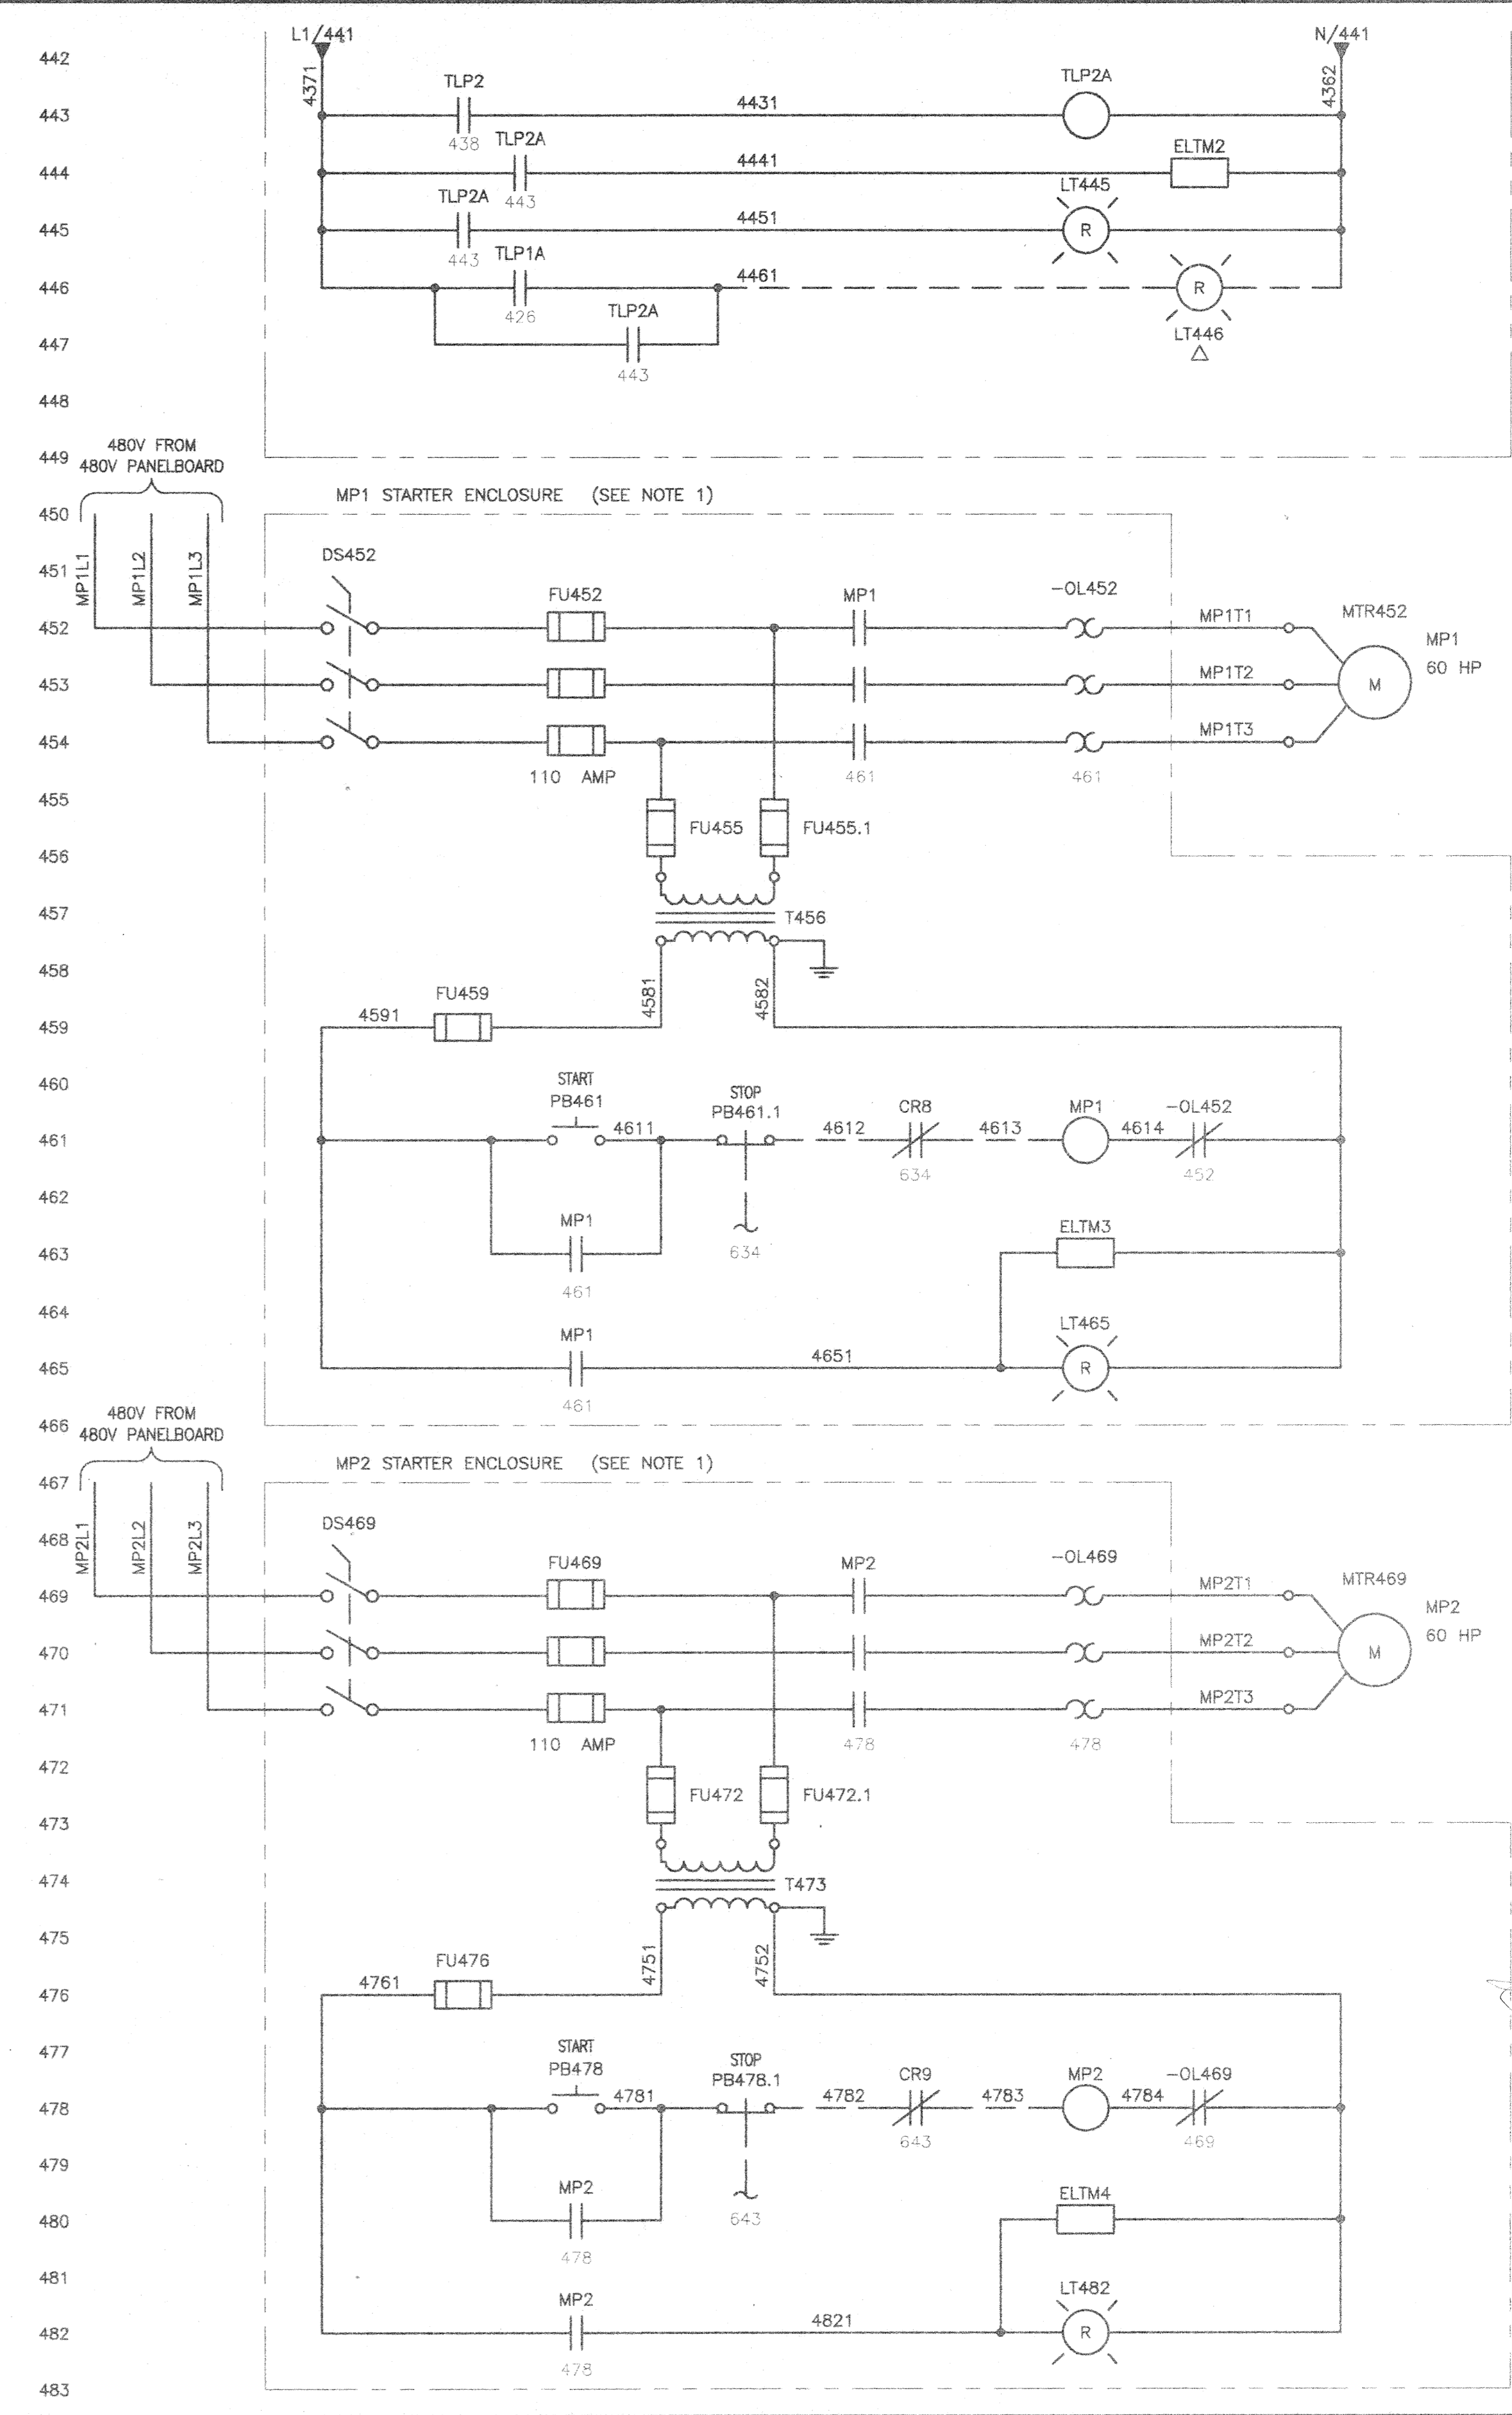 L1/441 N/441
442
4371 4362
TLP2 TLP2A
443 4431
438 TLP2A ELTM2
444 4441
TLP2A 443 LT445
445 4451 R
443 TLP1A
446 4461 R
426 TLP2A LT446
447
443
448
480V FROM
449 480V PANELBOARD
MP1 STARTER ENCLOSURE (SEE NOTE 1)
450
451 MP1L1 MP1L2 MP1L3 DS452
FU452 MP1 -OL452 MP1T1 MTR452
452
MP1
453 MP1T2 M 60 HP
454 MP1T3
110 AMP 461 461
455
FU455 FU455.1
456
457 T456
458
4581 4582
FU459
459 4591
460 START STOP
PB461 PB461.1 CR8 MP1 -OL452
461 4611 4612 4613 4614
634 452
462
MP1 ELTM3
463 634
461
464
MP1 LT465
465 4651 R
461
480V FROM
466 480V PANELBOARD
MP2 STARTER ENCLOSURE (SEE NOTE 1)
467
468 MP2L1 MP2L2 MP2L3 DS469
FU469 MP2 -OL469 MP2T1 MTR469
469
MP2
470 MP2T2 M 60 HP
471 MP2T3
110 AMP 478 478
472
FU472 FU472.1
473
474 T473
475
4751 4752
FU476
476 4761
477 START STOP
PB478 PB478.1 CR9 MP2 -OL469
478 4781 4782 4783 4784
643 469
479
MP2 ELTM4
480 643
478
481
MP2 LT482
482 4821 R
478
483